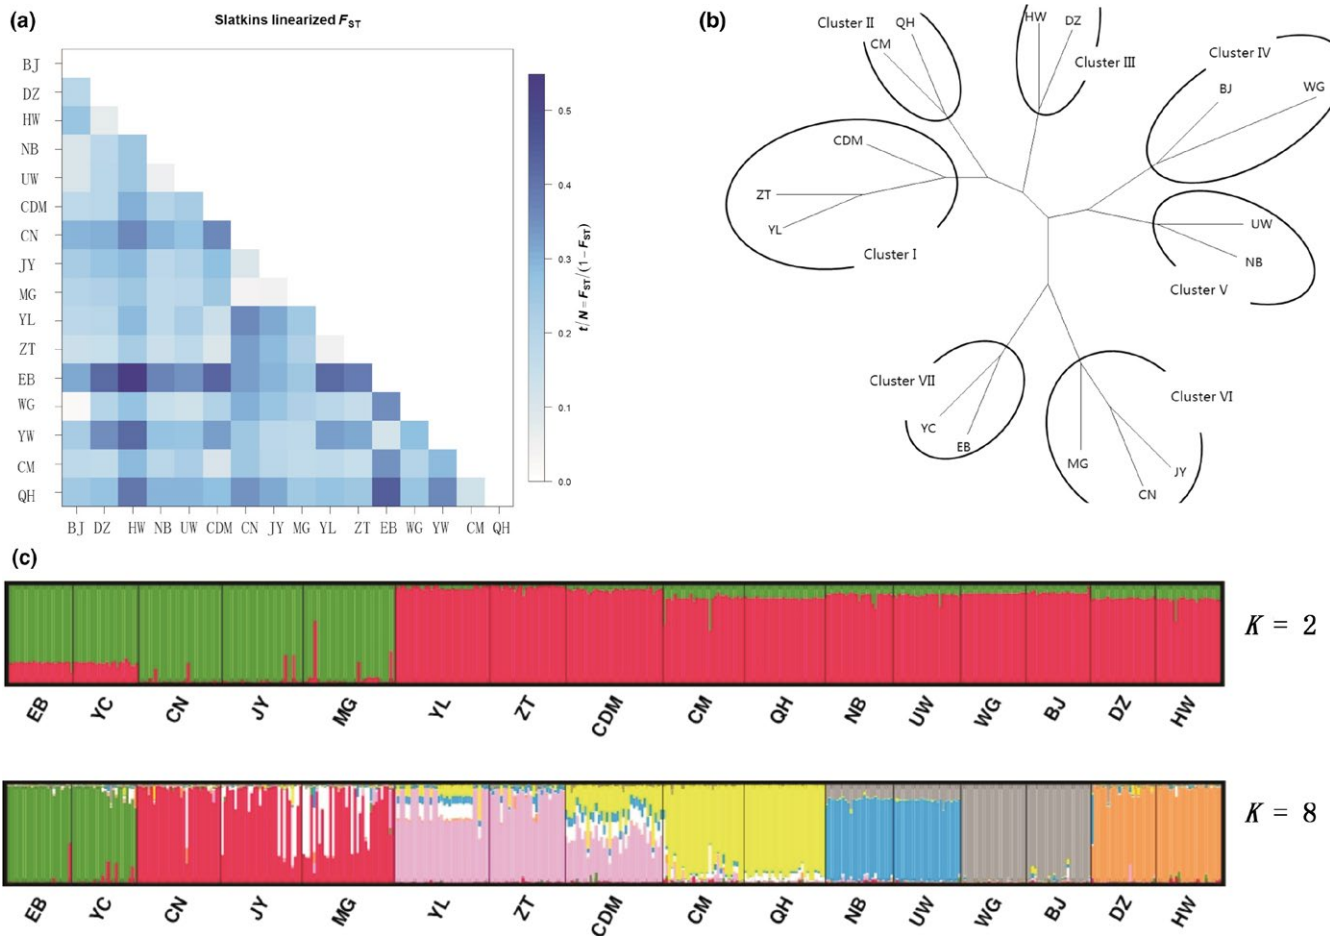 (a)
Slatkins linearized FST
BJ
DZ
HW
NB
UW
CDM
CN
JY
MG
YL
ZT
EB
WG
YW
CM
QH
BJ DZ HW NB UW CDM CN JY MG YL ZT EB WG YW CM QH
0.5
0.4
0.3
0.2
0.1
0.0
t/N = FST/(1−FST)
(b)
Cluster II
QH
CM
HW
DZ
Cluster III
Cluster IV
BJ
WG
CDM
ZT
YL
Cluster I
UW
NB
Cluster V
Cluster VII
YC
EB
Cluster VI
MG
JY
CN
(c)
K = 2
EB YC CN JY MG YL ZT CDM CM QH NB UW WG BJ DZ HW
K = 8
EB YC CN JY MG YL ZT CDM CM QH NB UW WG BJ DZ HW